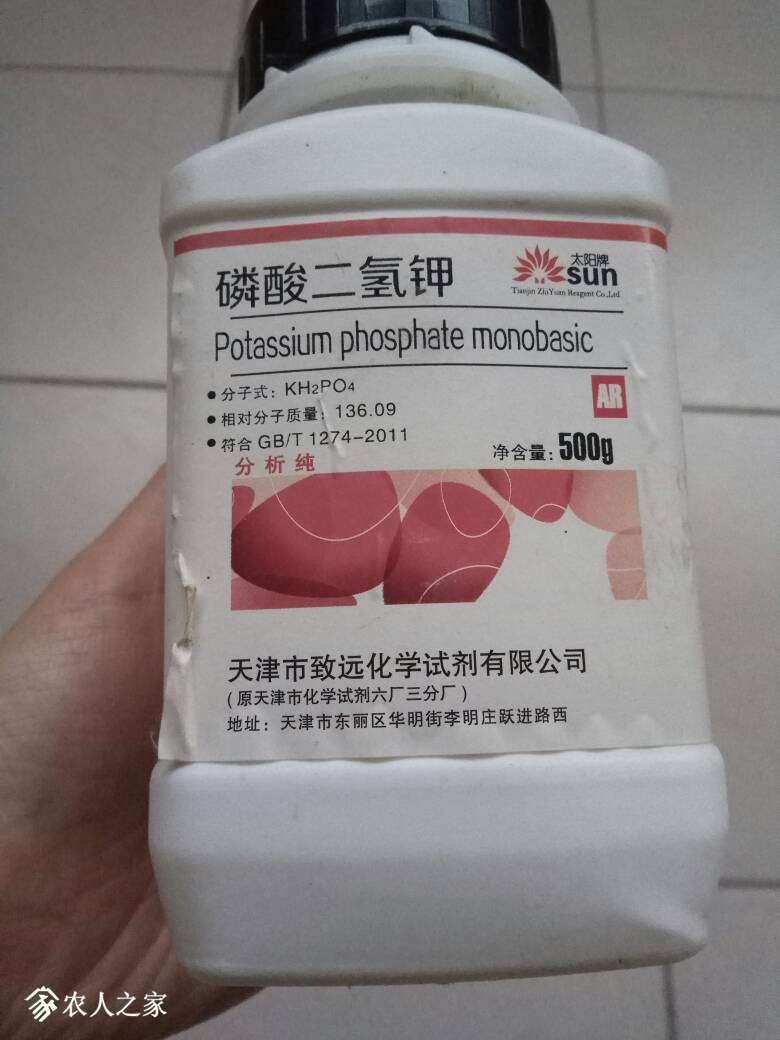 磷酸二氢钾
太阳牌
sun
Tianjin ZhiYuan Reagent Co.,Ltd
Potassium phosphate monobasic
• 分子式：KH₂PO₄
• 相对分子质量：136.09
• 符合 GB/T 1274-2011
AR
净含量：500g
分析纯
天津市致远化学试剂有限公司
(原天津市化学试剂六厂三分厂)
地址：天津市东丽区华明街李明庄跃进路西
农人之家